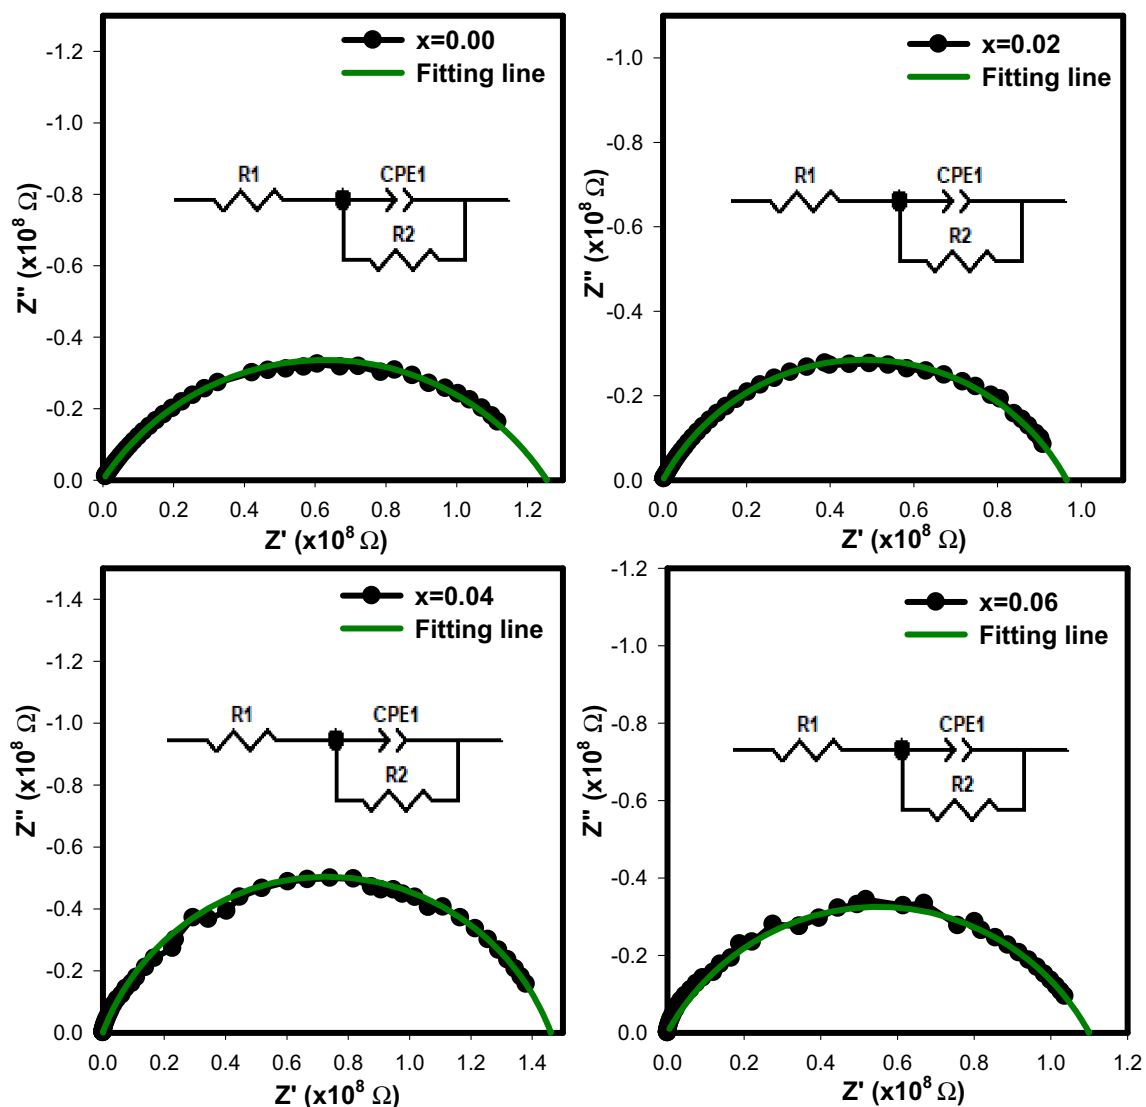 x=0.00
Fitting line
R1
CPE1
R2
-1.2
-1.0
-0.8
-0.6
-0.4
-0.2
0.0
Z'' (x10⁸ Ω)
0.0 0.2 0.4 0.6 0.8 1.0 1.2
Z' (x10⁸ Ω)
x=0.02
Fitting line
R1
CPE1
R2
-1.0
-0.8
-0.6
-0.4
-0.2
0.0
Z'' (x10⁸ Ω)
0.0 0.2 0.4 0.6 0.8 1.0
Z' (x10⁸ Ω)
x=0.04
Fitting line
R1
CPE1
R2
-1.4
-1.2
-1.0
-0.8
-0.6
-0.4
-0.2
0.0
Z'' (x10⁸ Ω)
0.0 0.2 0.4 0.6 0.8 1.0 1.2 1.4
Z' (x10⁸ Ω)
x=0.06
Fitting line
R1
CPE1
R2
-1.2
-1.0
-0.8
-0.6
-0.4
-0.2
0.0
Z'' (x10⁸ Ω)
0.0 0.2 0.4 0.6 0.8 1.0 1.2
Z' (x10⁸ Ω)